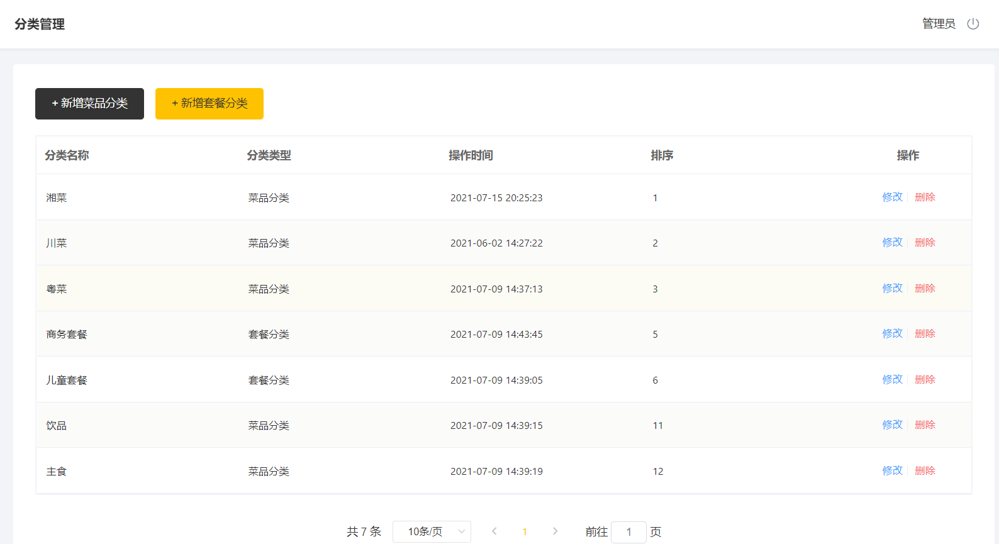 分类管理 管理员
+ 新增菜品分类 + 新增套餐分类
分类名称 分类类型 操作时间 排序 操作
湘菜 菜品分类 2021-07-15 20:25:23 1 修改 删除
川菜 菜品分类 2021-06-02 14:27:22 2 修改 删除
粤菜 菜品分类 2021-07-09 14:37:13 3 修改 删除
商务套餐 套餐分类 2021-07-09 14:43:45 5 修改 删除
儿童套餐 套餐分类 2021-07-09 14:39:05 6 修改 删除
饮品 菜品分类 2021-07-09 14:39:15 11 修改 删除
主食 菜品分类 2021-07-09 14:39:19 12 修改 删除
共 7 条 10条/页 1 前往 1 页